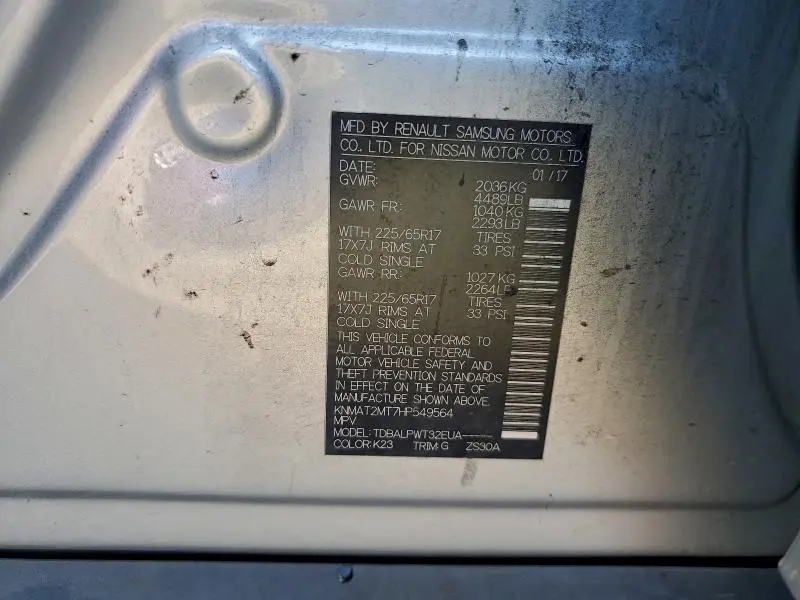 MFD BY RENAULT SAMSUNG MOTORS
CO. LTD. FOR NISSAN MOTOR CO. LTD.
DATE: 01/17
GVWR: 2036KG
4489LB
GAWR FR: 1040KG
2293LB
WITH 225/65R17 TIRES
17X7J RIMS AT 33 PSI
COLD SINGLE
GAWR RR: 1027KG
2264LB
WITH 225/65R17 TIRES
17X7J RIMS AT 33 PSI
COLD SINGLE
THIS VEHICLE CONFORMS TO
ALL APPLICABLE FEDERAL
MOTOR VEHICLE SAFETY AND
THEFT PREVENTION STANDARDS
IN EFFECT ON THE DATE OF
MANUFACTURE SHOWN ABOVE.
KNMAT2MT7HP549564
MPV
MODEL: TDBALPWT32EUA-----
COLOR: K23 TRIM:G ZS30A